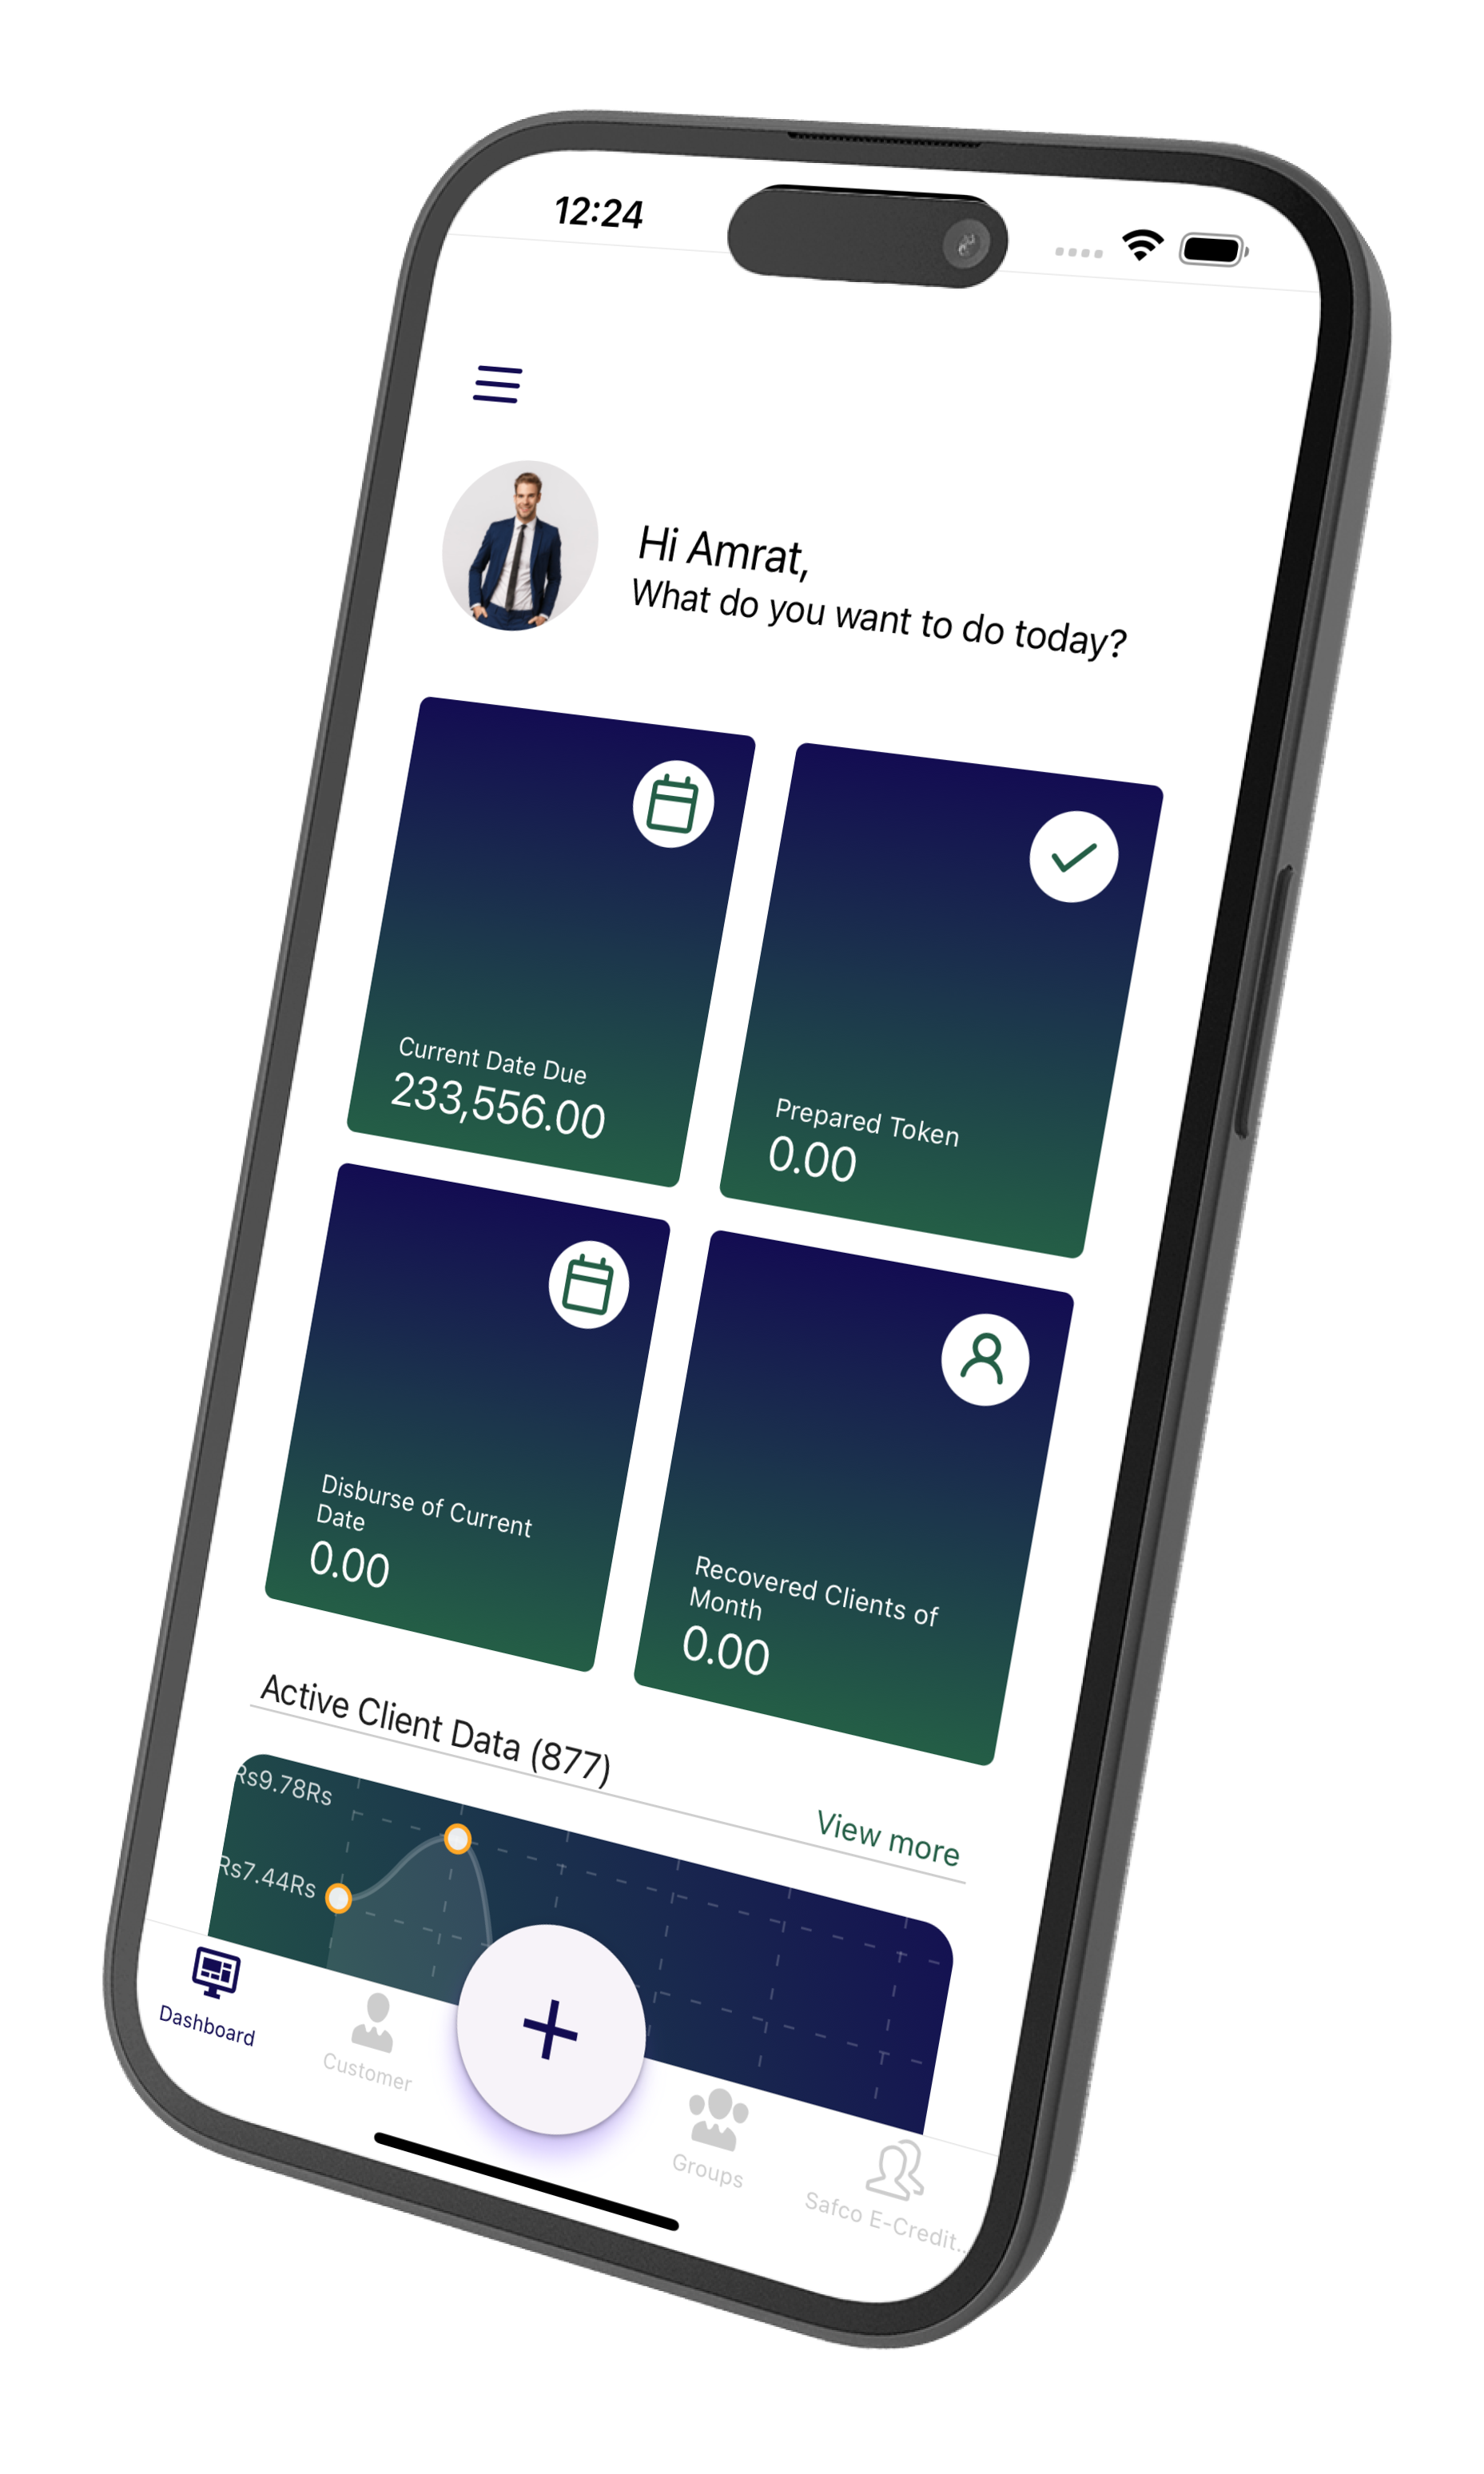 12:24
Hi Amrat,
What do you want to do today?
Current Date Due
233,556.00
Prepared Token
0.00
Disburse of Current
Date
0.00
Recovered Clients of
Month
0.00
Active Client Data (877)
View more
Rs9.78Rs
Rs7.44Rs
Dashboard
Customer
Groups
Safco E-Credit...